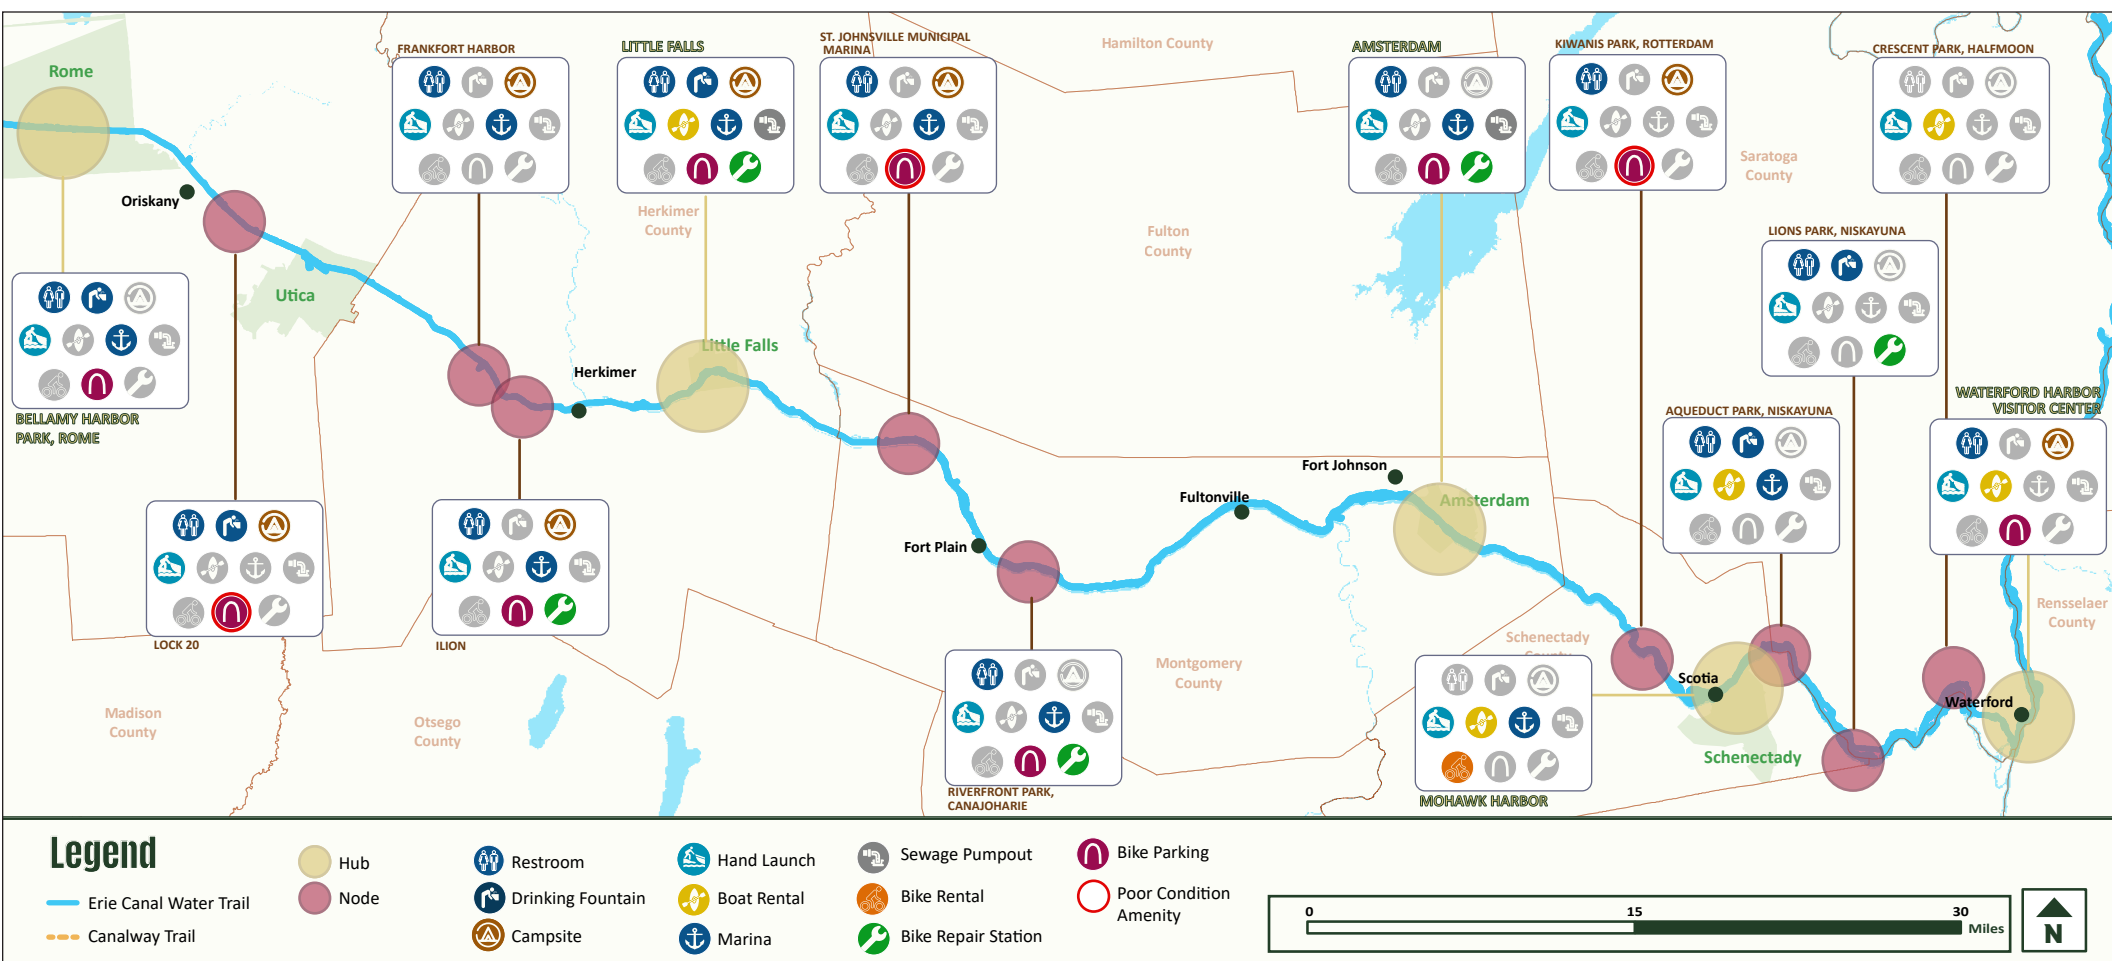 FRANKFORT HARBOR
LITTLE FALLS
ST. JOHNSVILLE MUNICIPAL
MARINA
Hamilton County
AMSTERDAM
KIWANIS PARK, ROTTERDAM
CRESCENT PARK, HALFMOON
Rome
Saratoga
County
Oriskany
Herkimer
County
Fulton
County
LIONS PARK, NISKAYUNA
Utica
Little Falls
Herkimer
WATERFORD HARBOR
VISITOR CENTER
AQUEDUCT PARK, NISKAYUNA
BELLAMY HARBOR
PARK, ROME
Fort Johnson
Fultonville
Amsterdam
Fort Plain
Rensselaer
County
LOCK 20
ILION
Schenectady
County
Montgomery
County
Scotia
Waterford
Madison
County
Otsego
County
Schenectady
RIVERFRONT PARK,
CANAJOHARIE
MOHAWK HARBOR
Legend
Erie Canal Water Trail
Canalway Trail
Hub
Node
Restroom
Drinking Fountain
Campsite
Hand Launch
Boat Rental
Marina
Sewage Pumpout
Bike Rental
Bike Repair Station
Bike Parking
Poor Condition
Amenity
0 15 30
Miles
N